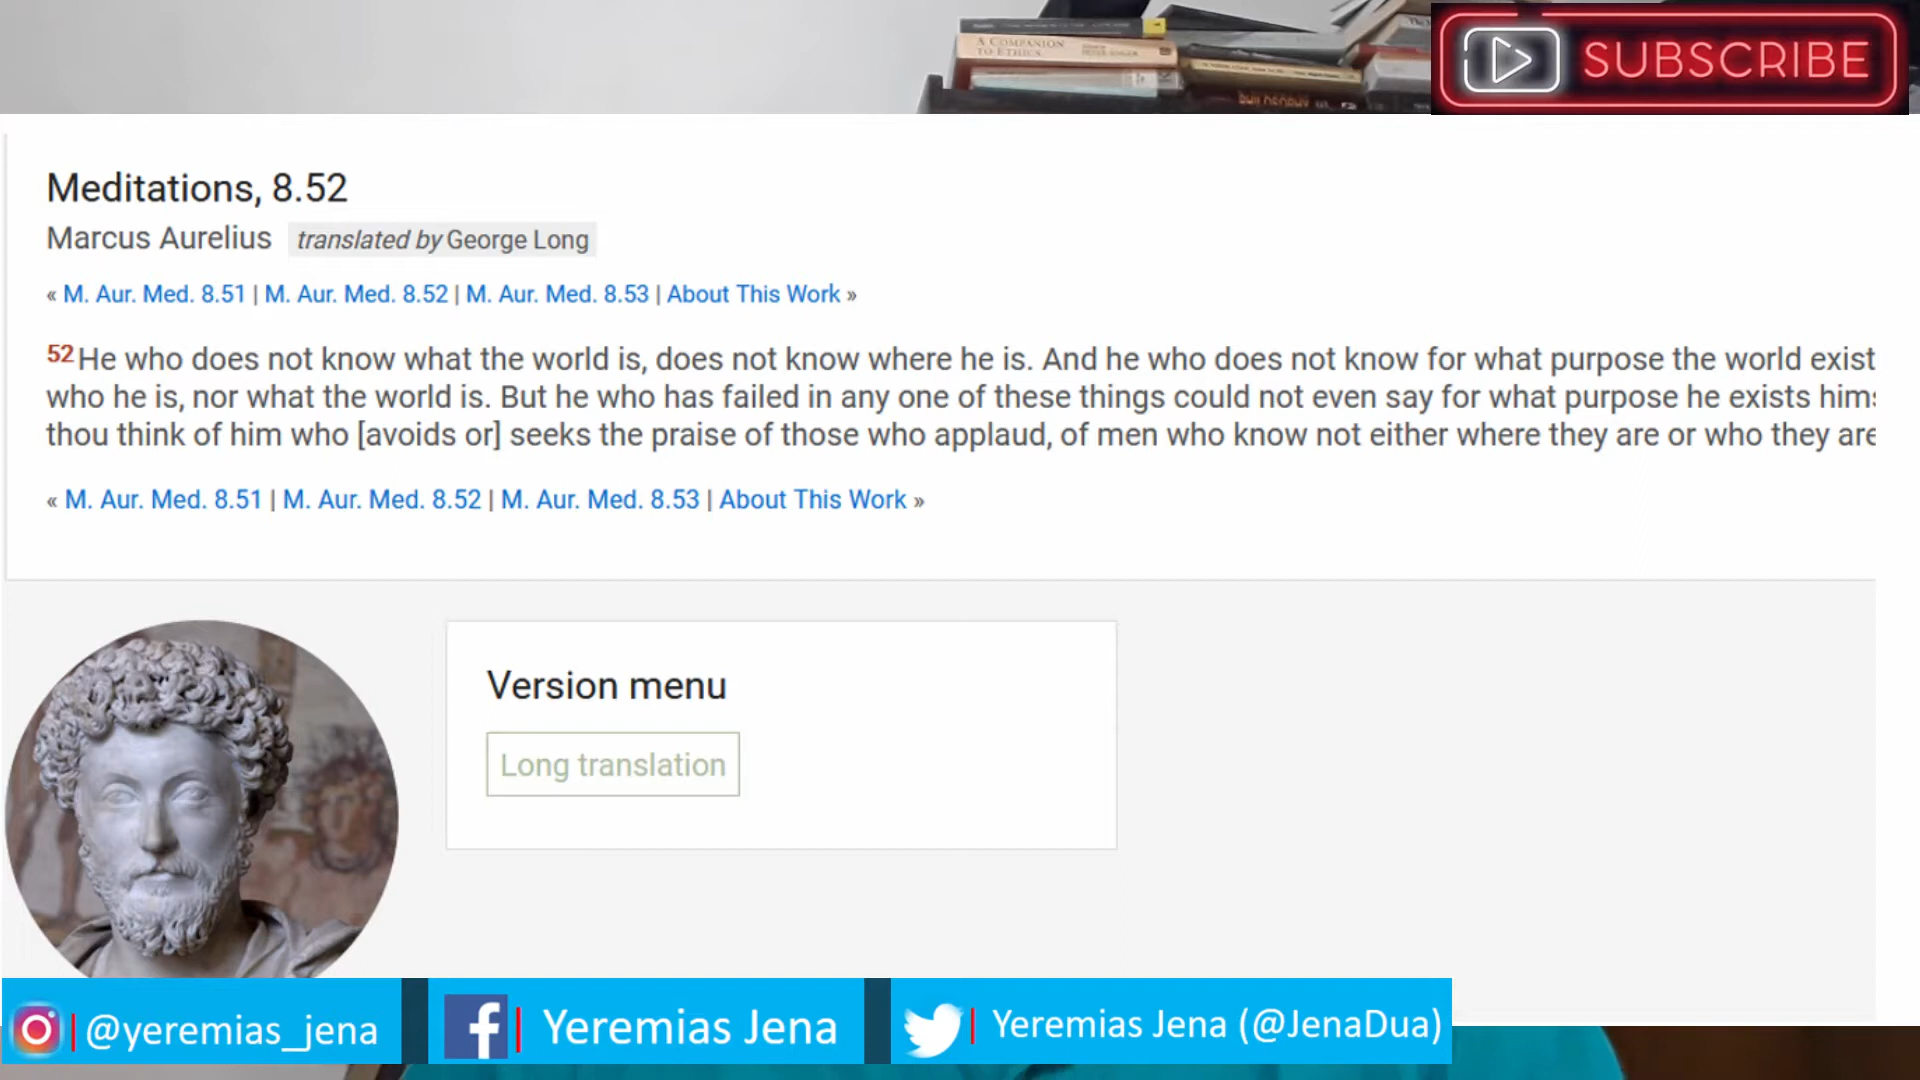 A COMPANION
TO ETHICS
PETER SINGER
SUBSCRIBE
Meditations, 8.52
Marcus Aurelius translated by George Long
« M. Aur. Med. 8.51 | M. Aur. Med. 8.52 | M. Aur. Med. 8.53 | About This Work »
52 He who does not know what the world is, does not know where he is. And he who does not know for what purpose the world exist
who he is, nor what the world is. But he who has failed in any one of these things could not even say for what purpose he exists hims
thou think of him who [avoids or] seeks the praise of those who applaud, of men who know not either where they are or who they are
« M. Aur. Med. 8.51 | M. Aur. Med. 8.52 | M. Aur. Med. 8.53 | About This Work »
Version menu
Long translation
@yeremias_jena
Yeremias Jena
Yeremias Jena (@JenaDua)